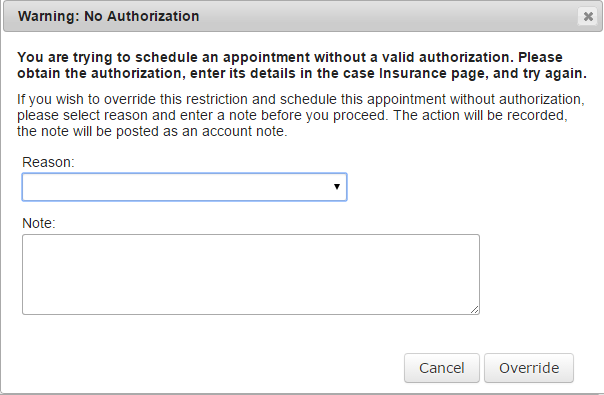 Warning: No Authorization
You are trying to schedule an appointment without a valid authorization. Please
obtain the authorization, enter its details in the case Insurance page, and try again.
If you wish to override this restriction and schedule this appointment without authorization,
please select reason and enter a note before you proceed. The action will be recorded,
the note will be posted as an account note.
Reason:
Note:
Cancel Override